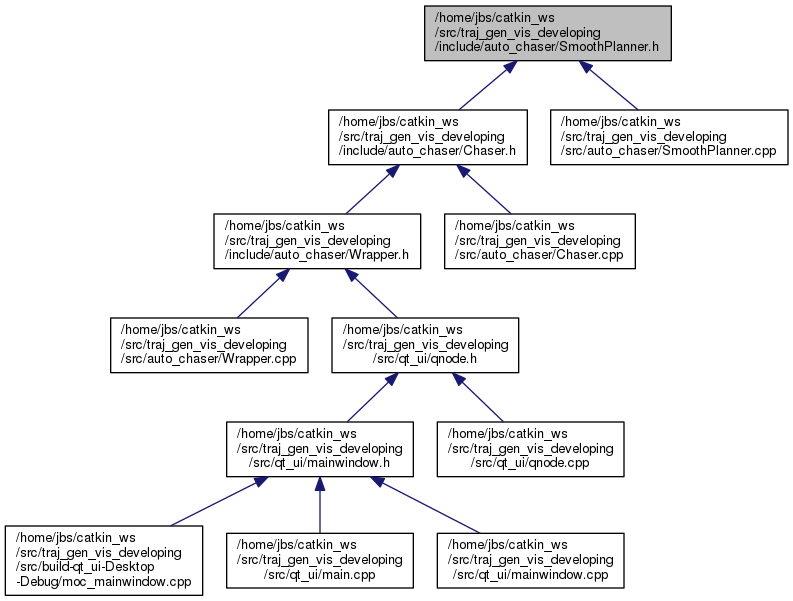 /home/jbs/catkin_ws
/src/traj_gen_vis_developing
/include/auto_chaser/SmoothPlanner.h
/home/jbs/catkin_ws
/src/traj_gen_vis_developing
/include/auto_chaser/Chaser.h
/home/jbs/catkin_ws
/src/traj_gen_vis_developing
/src/auto_chaser/SmoothPlanner.cpp
/home/jbs/catkin_ws
/src/traj_gen_vis_developing
/include/auto_chaser/Wrapper.h
/home/jbs/catkin_ws
/src/traj_gen_vis_developing
/src/auto_chaser/Chaser.cpp
/home/jbs/catkin_ws
/src/traj_gen_vis_developing
/src/auto_chaser/Wrapper.cpp
/home/jbs/catkin_ws
/src/traj_gen_vis_developing
/src/qt_ui/qnode.h
/home/jbs/catkin_ws
/src/traj_gen_vis_developing
/src/qt_ui/mainwindow.h
/home/jbs/catkin_ws
/src/traj_gen_vis_developing
/src/qt_ui/qnode.cpp
/home/jbs/catkin_ws
/src/traj_gen_vis_developing
/src/build-qt_ui-Desktop
-Debug/moc_mainwindow.cpp
/home/jbs/catkin_ws
/src/traj_gen_vis_developing
/src/qt_ui/main.cpp
/home/jbs/catkin_ws
/src/traj_gen_vis_developing
/src/qt_ui/mainwindow.cpp